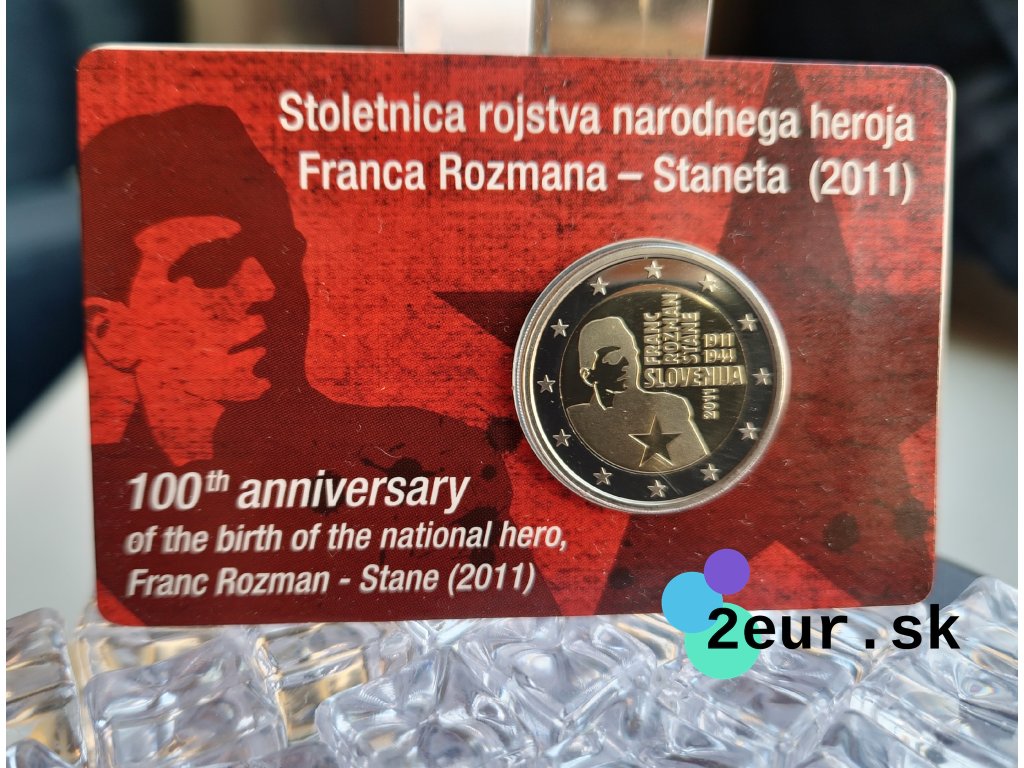 Stoletnica rojstva narodnega heroja
Franca Rozmana – Staneta (2011)
FRANC
ROZMAN
STANE
1911
1944
SLOVENIJA
2011
100th anniversary
of the birth of the national hero,
Franc Rozman - Stane (2011)
2eur.sk